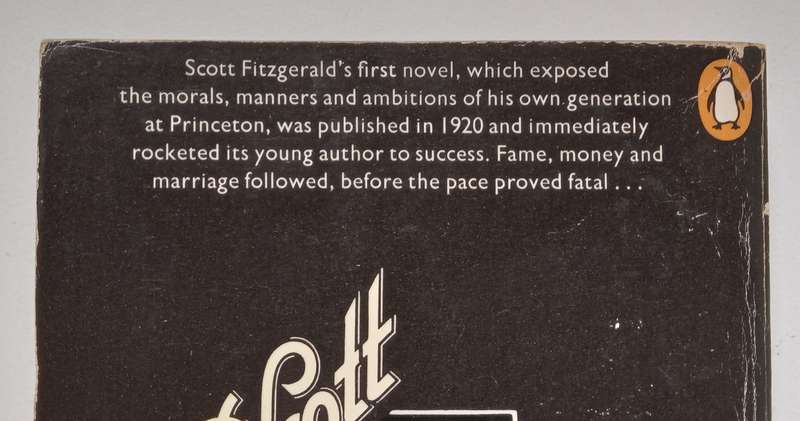 Scott Fitzgerald's first novel, which exposed
the morals, manners and ambitions of his own generation
at Princeton, was published in 1920 and immediately
rocketed its young author to success. Fame, money and
marriage followed, before the pace proved fatal . . .
Scott